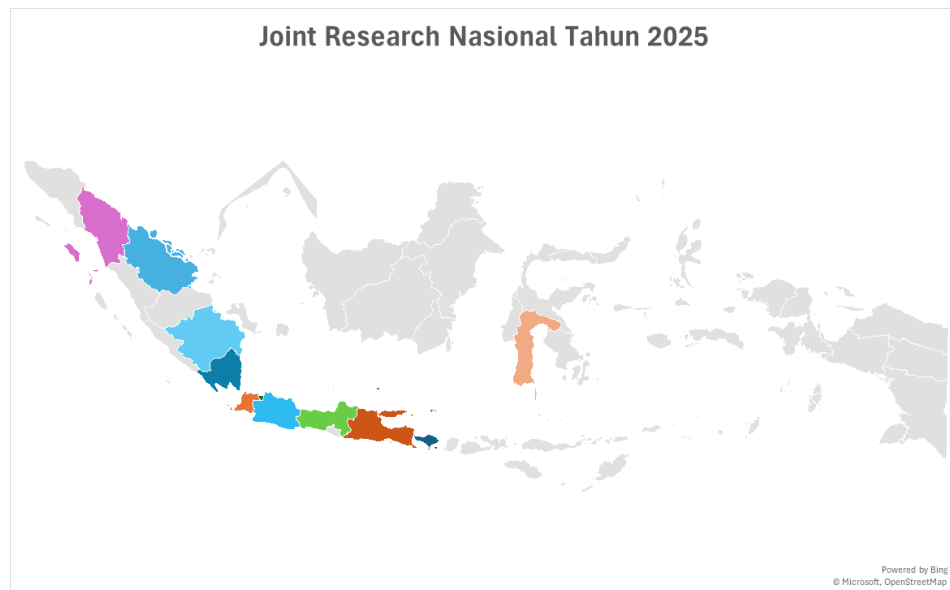 Joint Research Nasional Tahun 2025
Powered by Bing
© Microsoft, OpenStreetMap